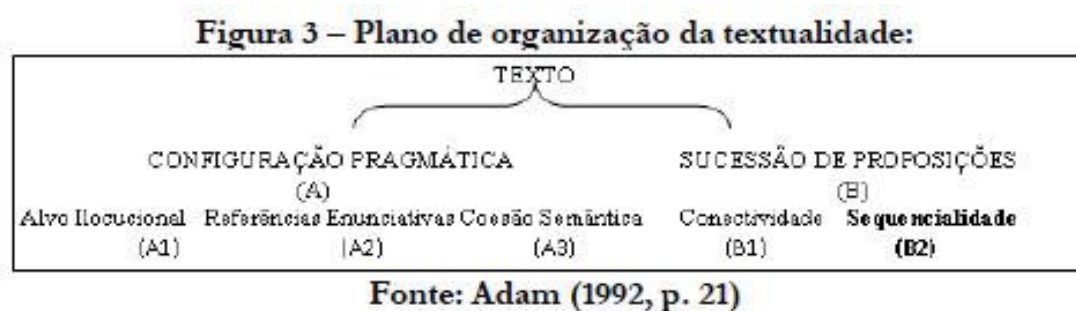 Figura 3 – Plano de organização da textualidade:
TEXTO
CONFIGURAÇÃO PRAGMÁTICA SUCESSÃO DE PROPOSIÇÕES
(A) (B)
Alvo Ilocucional Referências Enunciativas Coesão Semântica Conectividade Sequencialidade
(A1) (A2) (A3) (B1) (B2)
Fonte: Adam (1992, p. 21)